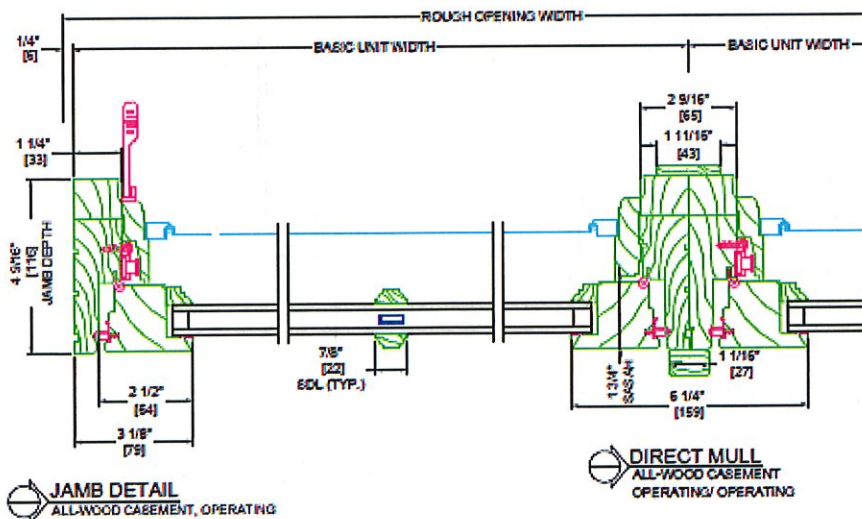 ROUGH OPENING WIDTH
1/4"
[6]
BASIC UNIT WIDTH
BASIC UNIT WIDTH
2 9/16"
[65]
1 11/16"
[43]
1 1/4"
[33]
4 9/16"
[116]
JAMB DEPTH
7/8"
[22]
SDL (TYP.)
1 3/4"
SASAH
1 1/16"
[27]
2 1/2"
[64]
6 1/4"
[159]
3 1/8"
[79]
JAMB DETAIL
ALL-WOOD CASEMENT, OPERATING
DIRECT MULL
ALL-WOOD CASEMENT
OPERATING/ OPERATING